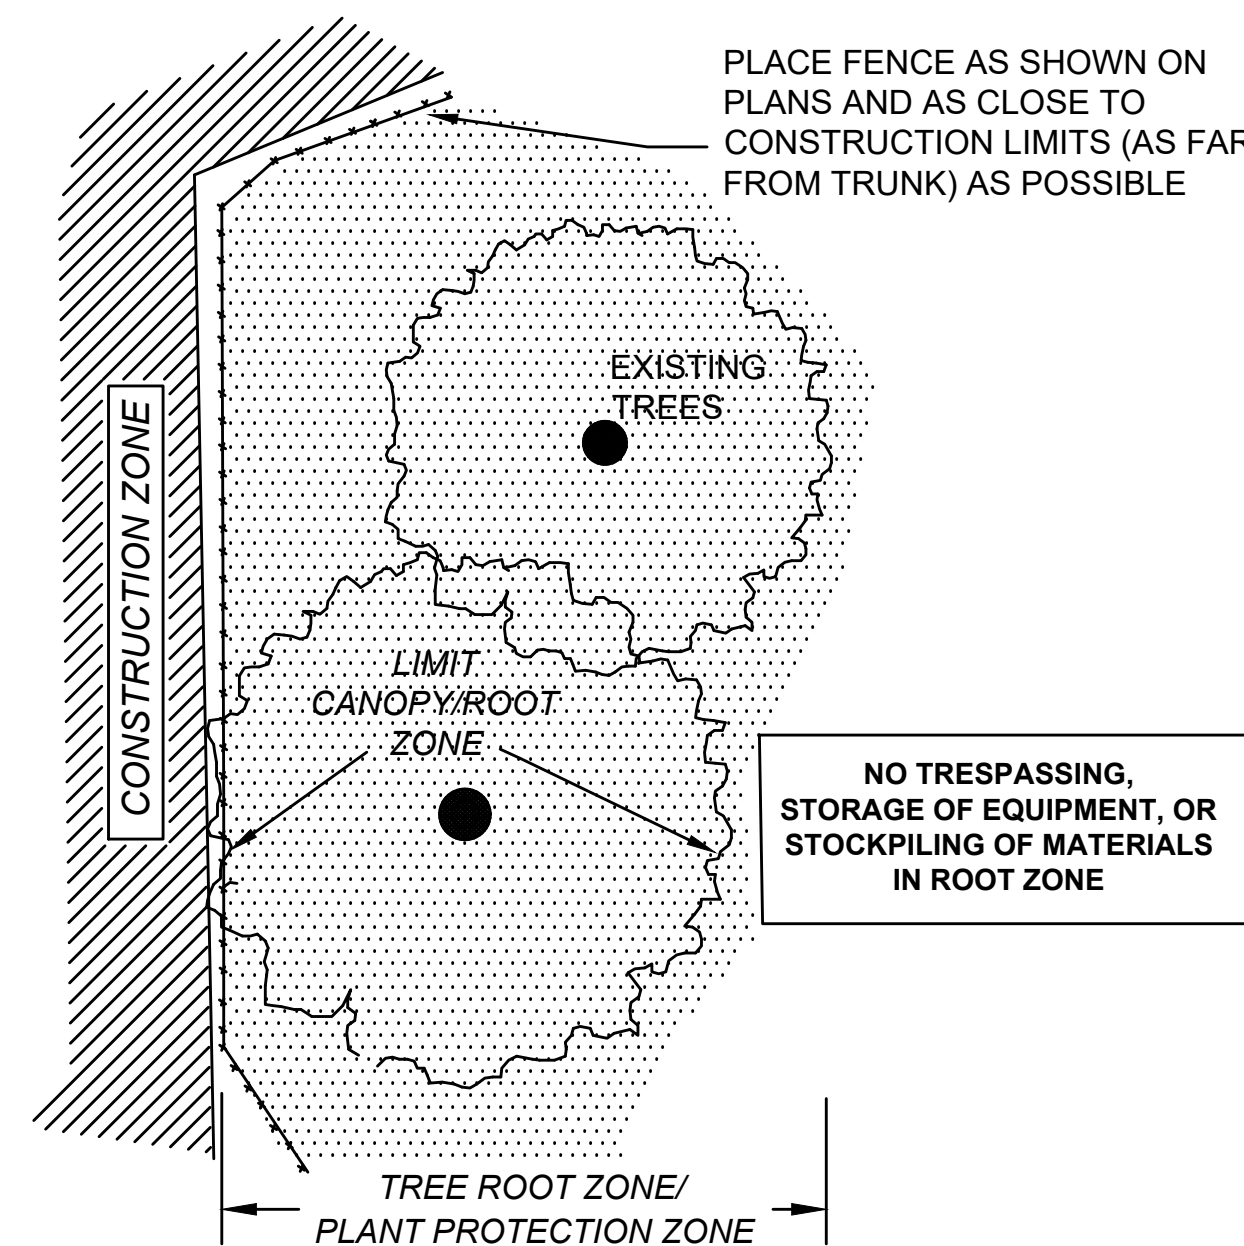 PLACE FENCE AS SHOWN ON
PLANS AND AS CLOSE TO
CONSTRUCTION LIMITS (AS FAR
FROM TRUNK) AS POSSIBLE
EXISTING
TREES
CONSTRUCTION ZONE
LIMIT
CANOPY/ROOT
ZONE
NO TRESPASSING,
STORAGE OF EQUIPMENT, OR
STOCKPILING OF MATERIALS
IN ROOT ZONE
TREE ROOT ZONE/
PLANT PROTECTION ZONE